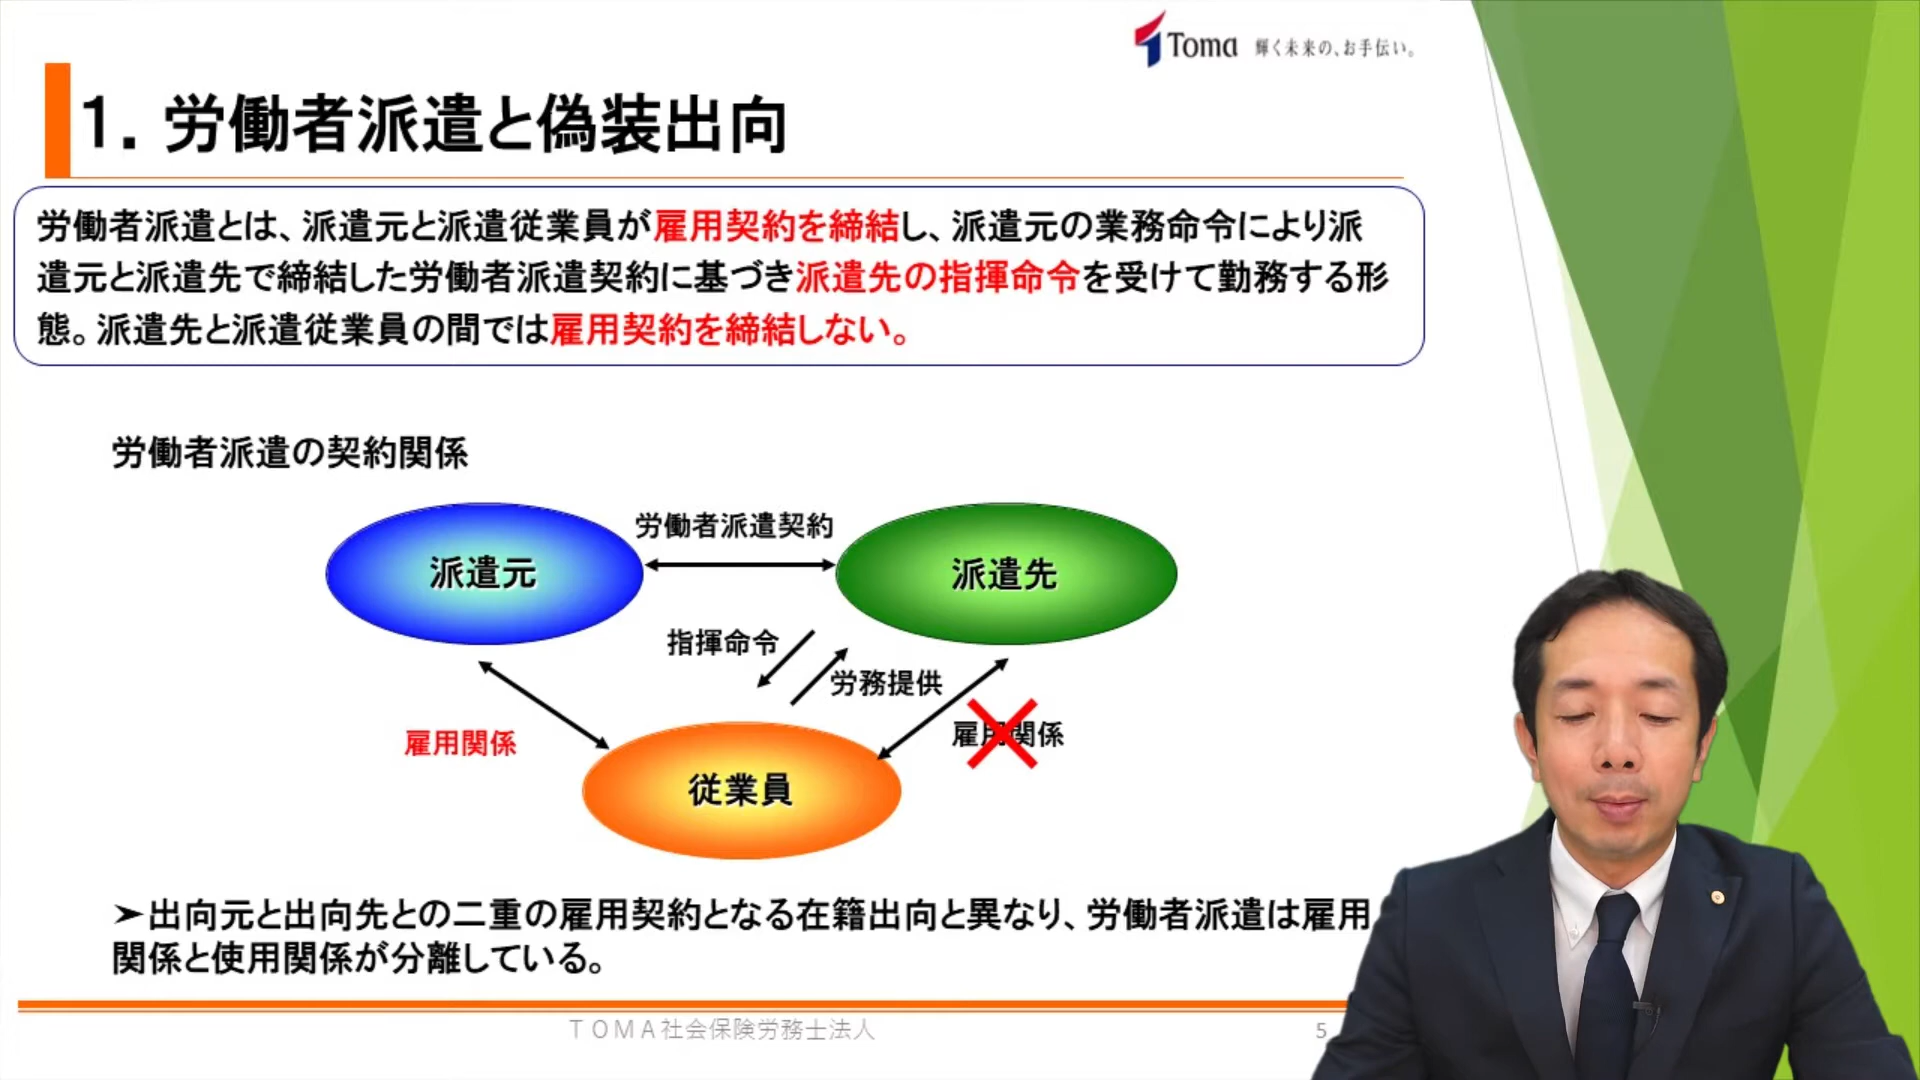 Toma 輝く未来の、お手伝い。
1. 労働者派遣と偽装出向
労働者派遣とは、派遣元と派遣従業員が雇用契約を締結し、派遣元の業務命令により派
遣元と派遣先で締結した労働者派遣契約に基づき派遣先の指揮命令を受けて勤務する形
態。派遣先と派遣従業員の間では雇用契約を締結しない。
労働者派遣の契約関係
労働者派遣契約
派遣元
派遣先
指揮命令
労務提供
雇用関係
雇用関係
従業員
➢出向元と出向先との二重の雇用契約となる在籍出向と異なり、労働者派遣は雇用
関係と使用関係が分離している。
TOMA社会保険労務士法人
5